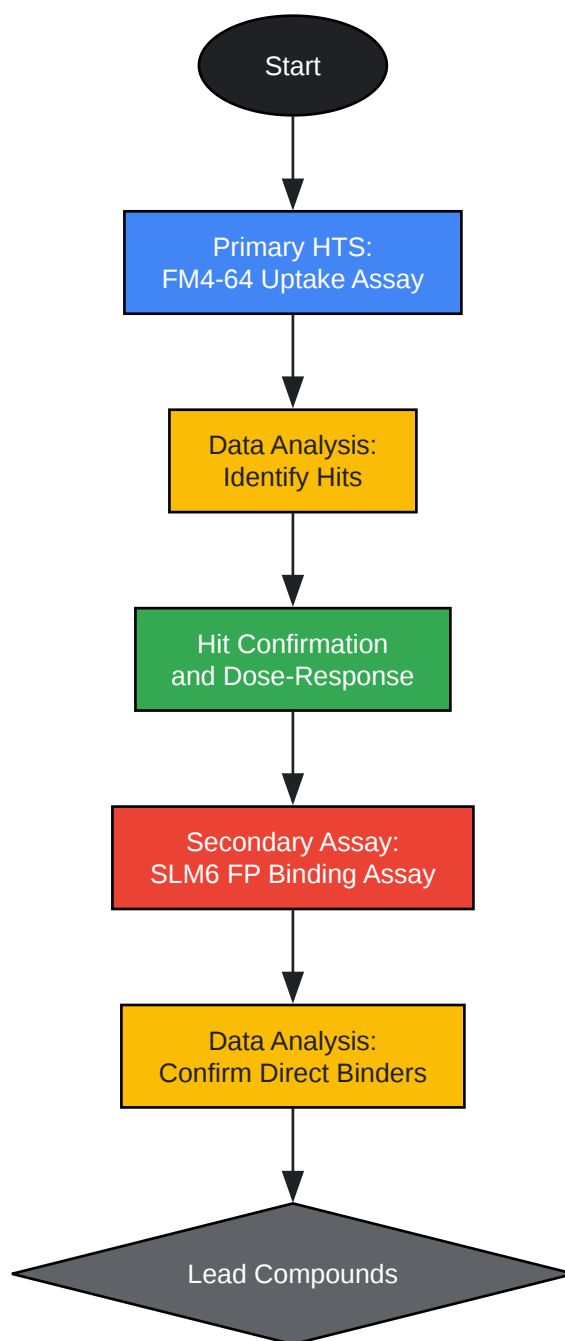 Start
Primary HTS:
FM4-64 Uptake Assay
Data Analysis:
Identify Hits
Hit Confirmation
and Dose-Response
Secondary Assay:
SLM6 FP Binding Assay
Data Analysis:
Confirm Direct Binders
Lead Compounds